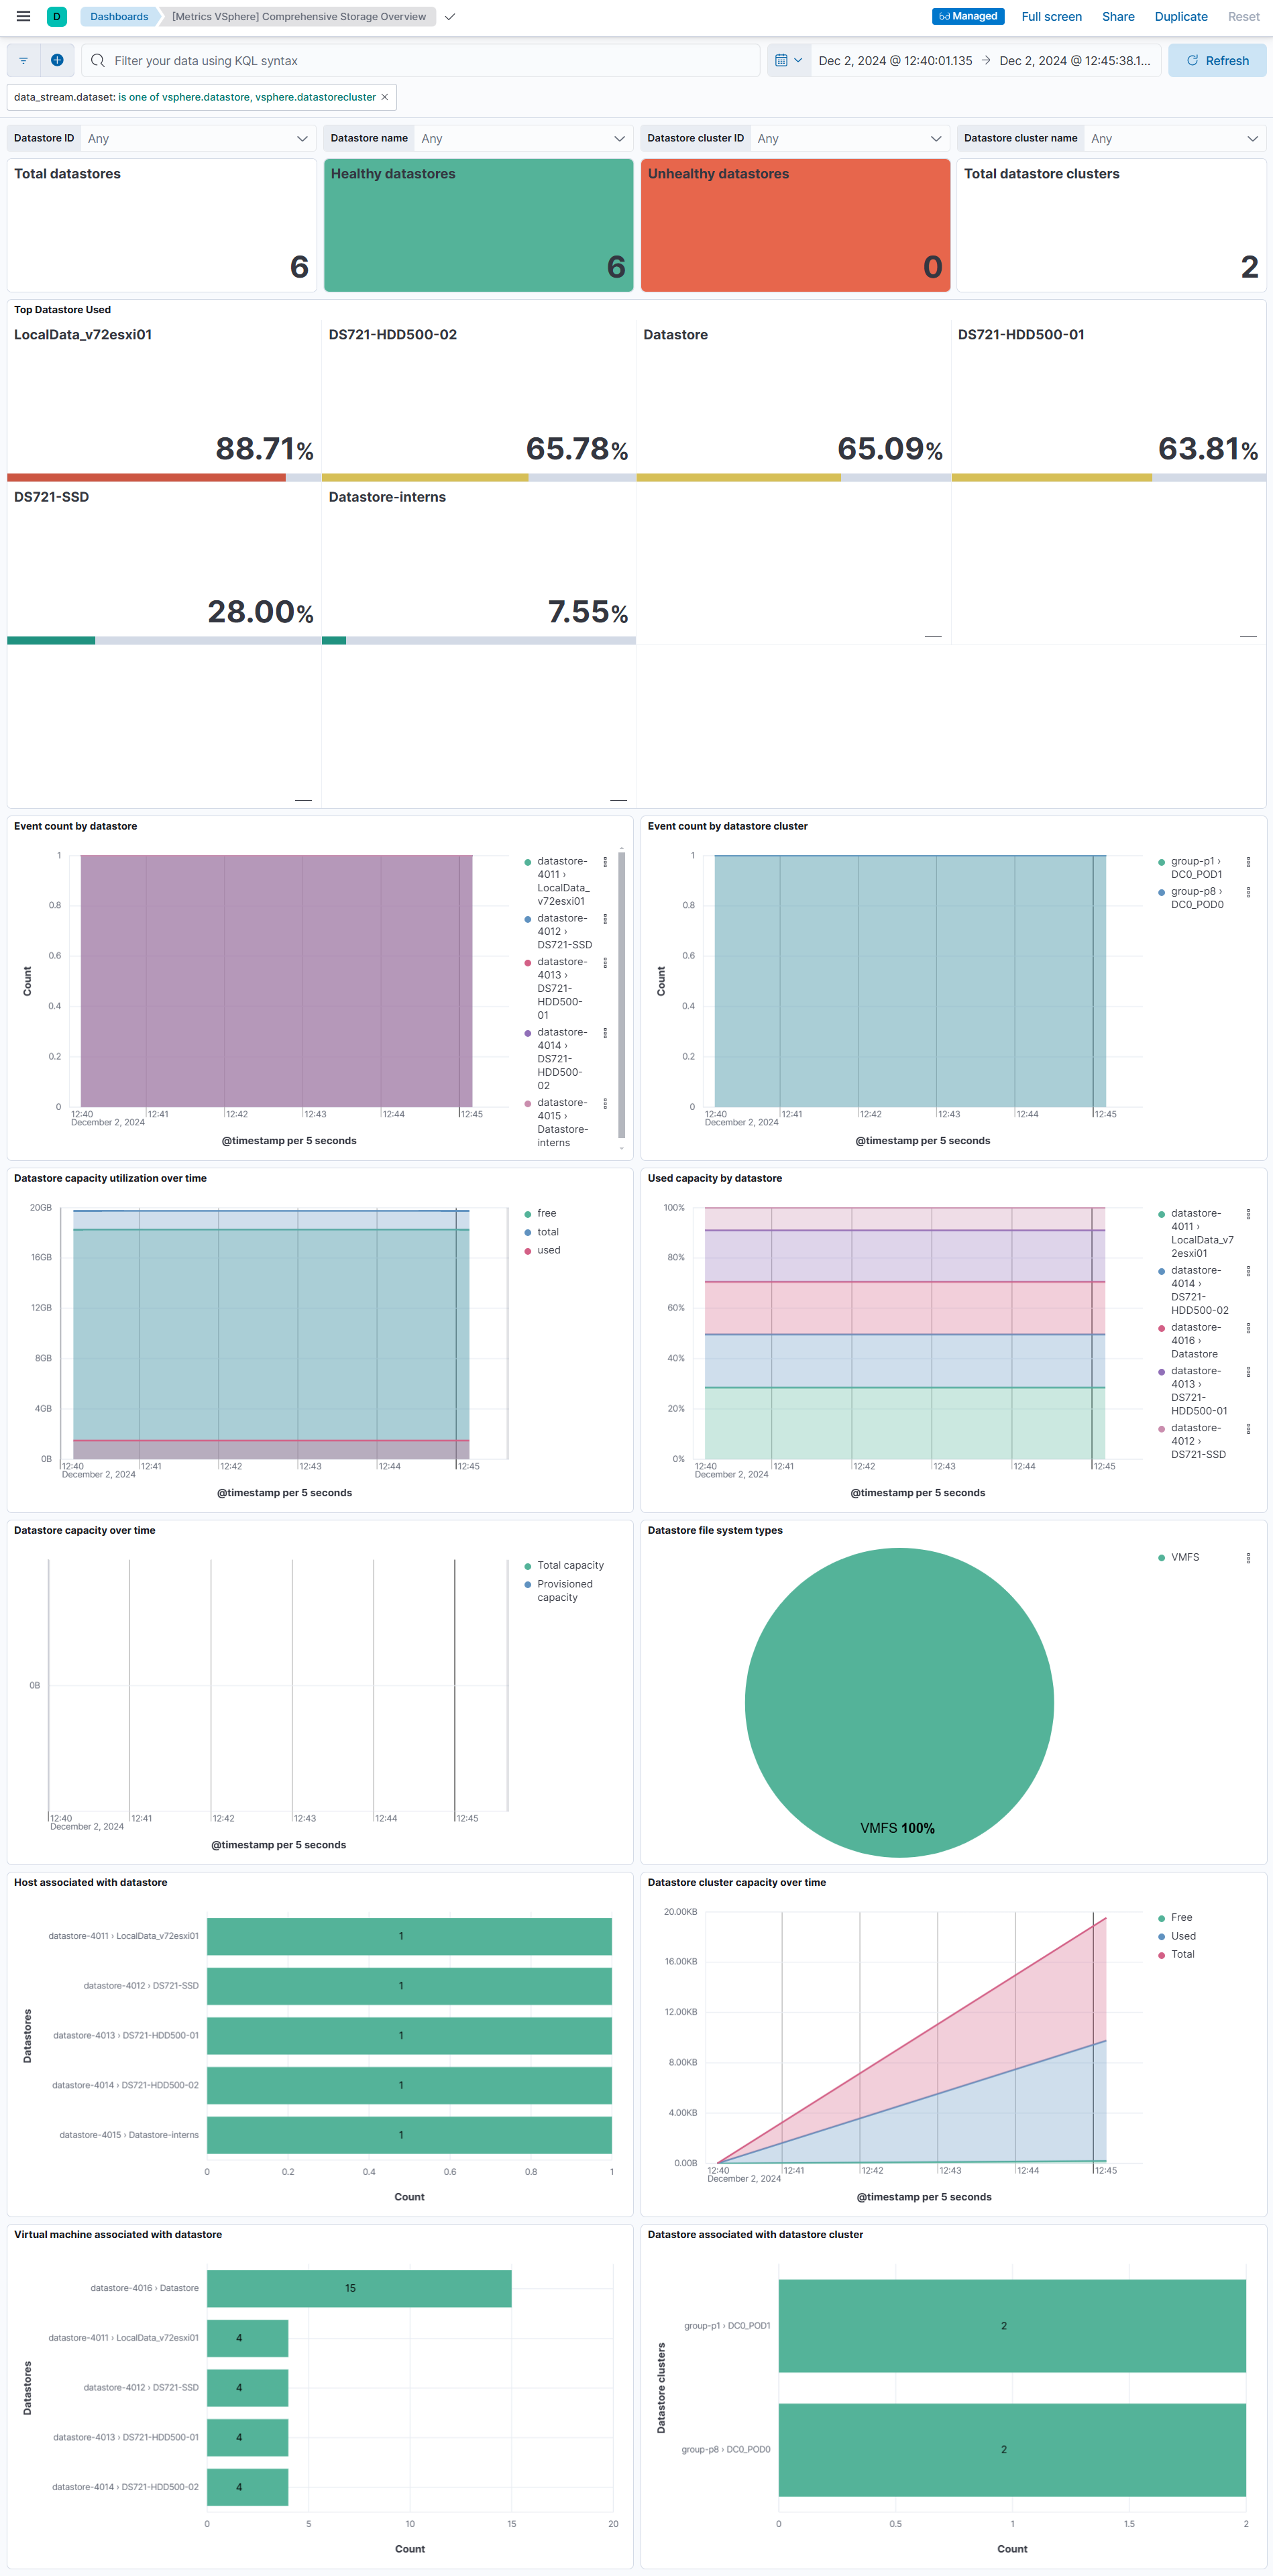 D
Dashboards
[Metrics VSphere] Comprehensive Storage Overview
Managed
Full screen
Share
Duplicate
Reset
Filter your data using KQL syntax
Dec 2, 2024 @ 12:40:01.135
→
Dec 2, 2024 @ 12:45:38.1...
Refresh
data_stream.dataset: is one of vsphere.datastore, vsphere.datastorecluster ×
Datastore ID Any
Datastore name Any
Datastore cluster ID Any
Datastore cluster name Any
Total datastores
6
Healthy datastores
6
Unhealthy datastores
0
Total datastore clusters
2
Top Datastore Used
LocalData_v72esxi01
88.71%
DS721-HDD500-02
65.78%
Datastore
65.09%
DS721-HDD500-01
63.81%
DS721-SSD
28.00%
Datastore-interns
7.55%
Event count by datastore
Count
1
0.8
0.6
0.4
0.2
0
12:40
12:41
12:42
12:43
12:44
12:45
December 2, 2024
@timestamp per 5 seconds
datastore-
4011 ›
LocalData_
v72esxi01
datastore-
4012 ›
DS721-SSD
datastore-
4013 ›
DS721-
HDD500-
01
datastore-
4014 ›
DS721-
HDD500-
02
datastore-
4015 ›
Datastore-
interns
Event count by datastore cluster
Count
1
0.8
0.6
0.4
0.2
0
12:40
12:41
12:42
12:43
12:44
12:45
December 2, 2024
@timestamp per 5 seconds
group-p1 ›
DC0_POD1
group-p8 ›
DC0_POD0
Datastore capacity utilization over time
20GB
16GB
12GB
8GB
4GB
0B
12:40
12:41
12:42
12:43
12:44
12:45
December 2, 2024
@timestamp per 5 seconds
free
total
used
Used capacity by datastore
100%
80%
60%
40%
20%
0%
12:40
12:41
12:42
12:43
12:44
12:45
December 2, 2024
@timestamp per 5 seconds
datastore-
4011 ›
LocalData_v7
2esxi01
datastore-
4014 ›
DS721-
HDD500-02
datastore-
4016 ›
Datastore
datastore-
4013 ›
DS721-
HDD500-01
datastore-
4012 ›
DS721-SSD
Datastore capacity over time
0B
12:40
12:41
12:42
12:43
12:44
12:45
December 2, 2024
@timestamp per 5 seconds
Total capacity
Provisioned
capacity
Datastore file system types
VMFS 100%
VMFS
Host associated with datastore
Datastores
datastore-4011 › LocalData_v72esxi01
1
datastore-4012 › DS721-SSD
1
datastore-4013 › DS721-HDD500-01
1
datastore-4014 › DS721-HDD500-02
1
datastore-4015 › Datastore-interns
1
0
0.2
0.4
0.6
0.8
1
Count
Datastore cluster capacity over time
20.00KB
16.00KB
12.00KB
8.00KB
4.00KB
0.00B
12:40
12:41
12:42
12:43
12:44
12:45
December 2, 2024
@timestamp per 5 seconds
Free
Used
Total
Virtual machine associated with datastore
Datastores
datastore-4016 › Datastore
15
datastore-4011 › LocalData_v72esxi01
4
datastore-4012 › DS721-SSD
4
datastore-4013 › DS721-HDD500-01
4
datastore-4014 › DS721-HDD500-02
4
0
5
10
15
20
Count
Datastore associated with datastore cluster
Datastore clusters
group-p1 › DC0_POD1
2
group-p8 › DC0_POD0
2
0
0.5
1
1.5
2
Count